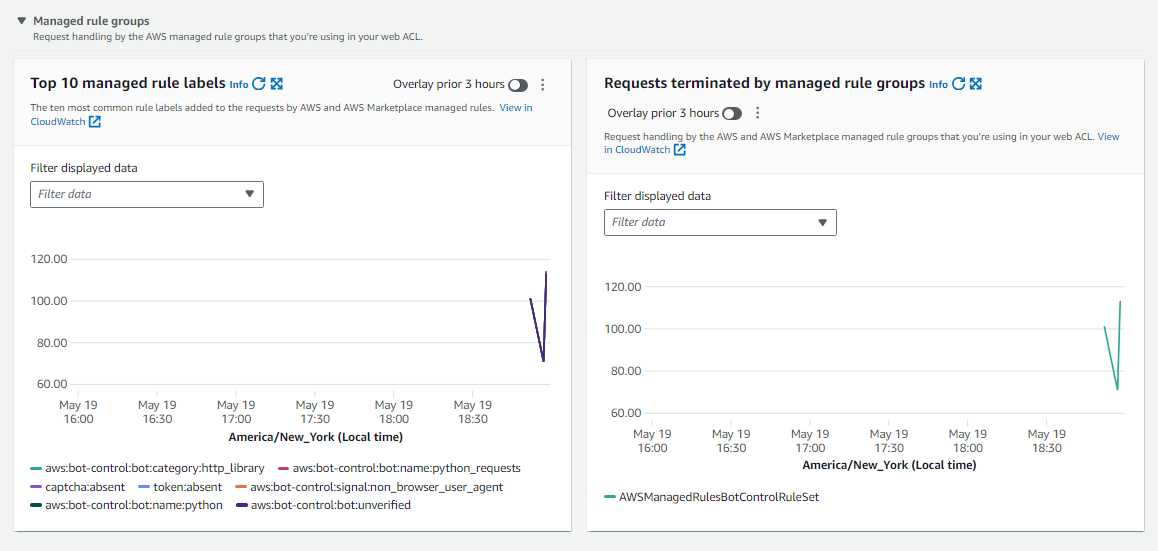 Managed rule groups
Request handling by the AWS managed rule groups that you're using in your web ACL.
Top 10 managed rule labels Info
Overlay prior 3 hours
The ten most common rule labels added to the requests by AWS and AWS Marketplace managed rules. View in
CloudWatch
Filter displayed data
Filter data
120.00
100.00
80.00
60.00
May 19 May 19 May 19 May 19 May 19 May 19
16:00 16:30 17:00 17:30 18:00 18:30
America/New_York (Local time)
aws:bot-control:bot:category:http_library aws:bot-control:bot:name:python_requests
captcha:absent token:absent aws:bot-control:signal:non_browser_user_agent
aws:bot-control:bot:name:python aws:bot-control:bot:unverified
Requests terminated by managed rule groups Info
Overlay prior 3 hours
Request handling by the AWS and AWS Marketplace managed rule groups that you're using in your web ACL. View
in CloudWatch
Filter displayed data
Filter data
120.00
100.00
80.00
60.00
May 19 May 19 May 19 May 19 May 19 May 19
16:00 16:30 17:00 17:30 18:00 18:30
America/New_York (Local time)
AWSManagedRulesBotControlRuleSet